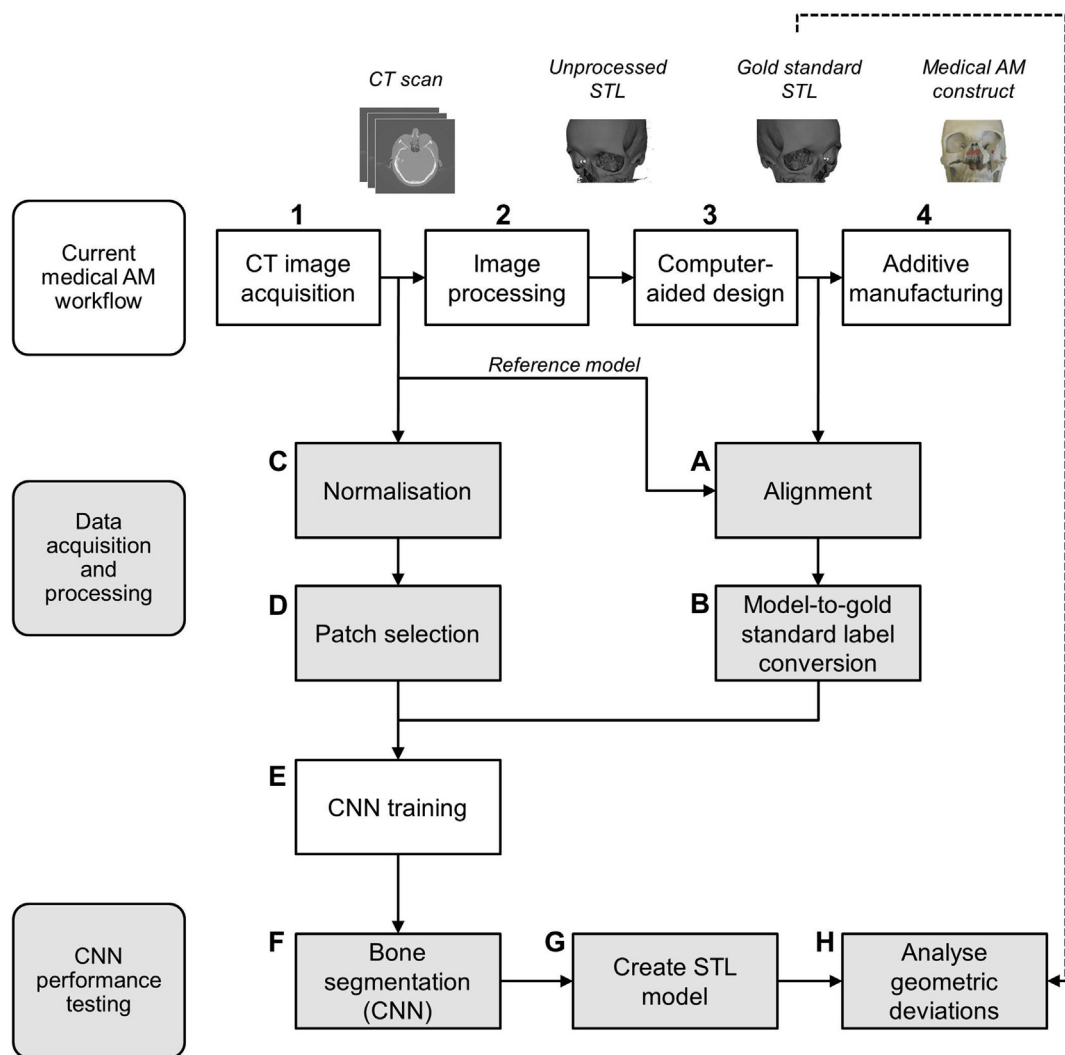 CT scan
Unprocessed
STL
Gold standard
STL
Medical AM
construct
Current
medical AM
workflow
1
CT image
acquisition
2
Image
processing
3
Computer-
aided design
4
Additive
manufacturing
Reference model
Data
acquisition
and
processing
C
Normalisation
A
Alignment
D
Patch selection
B
Model-to-gold
standard label
conversion
E
CNN training
CNN
performance
testing
F
Bone
segmentation
(CNN)
G
Create STL
model
H
Analyse
geometric
deviations